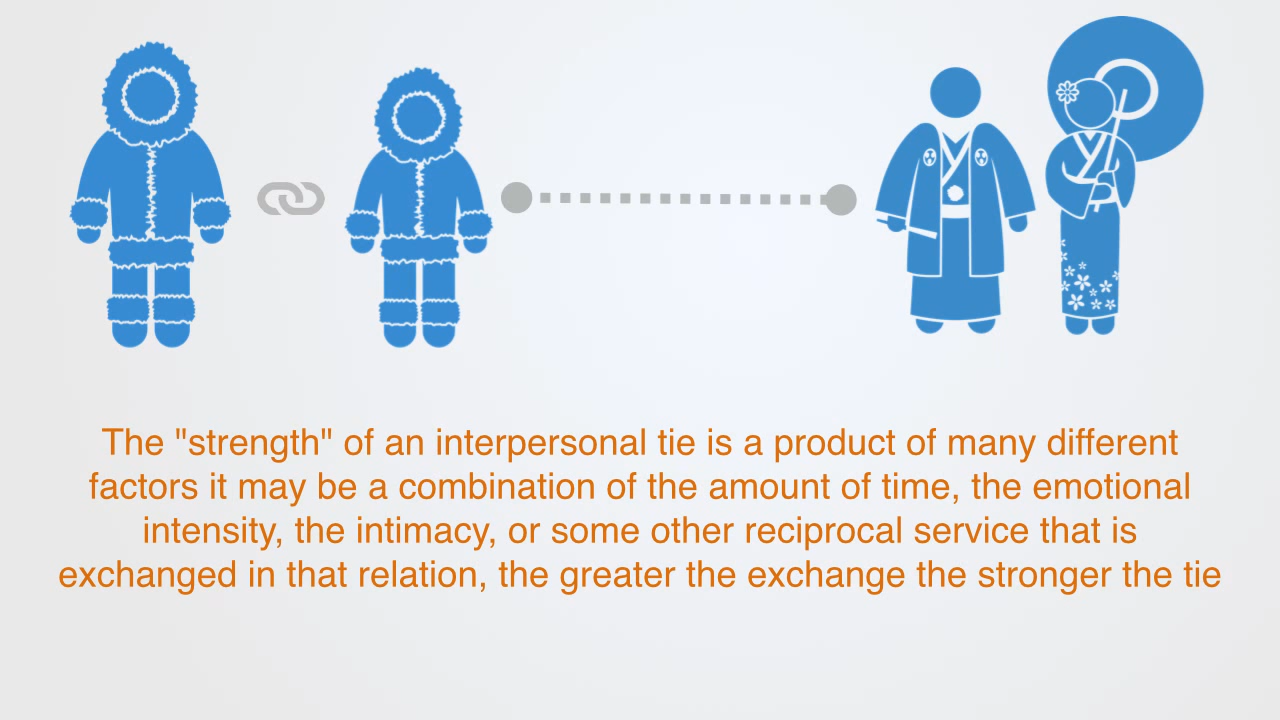 The "strength" of an interpersonal tie is a product of many different
factors it may be a combination of the amount of time, the emotional
intensity, the intimacy, or some other reciprocal service that is
exchanged in that relation, the greater the exchange the stronger the tie